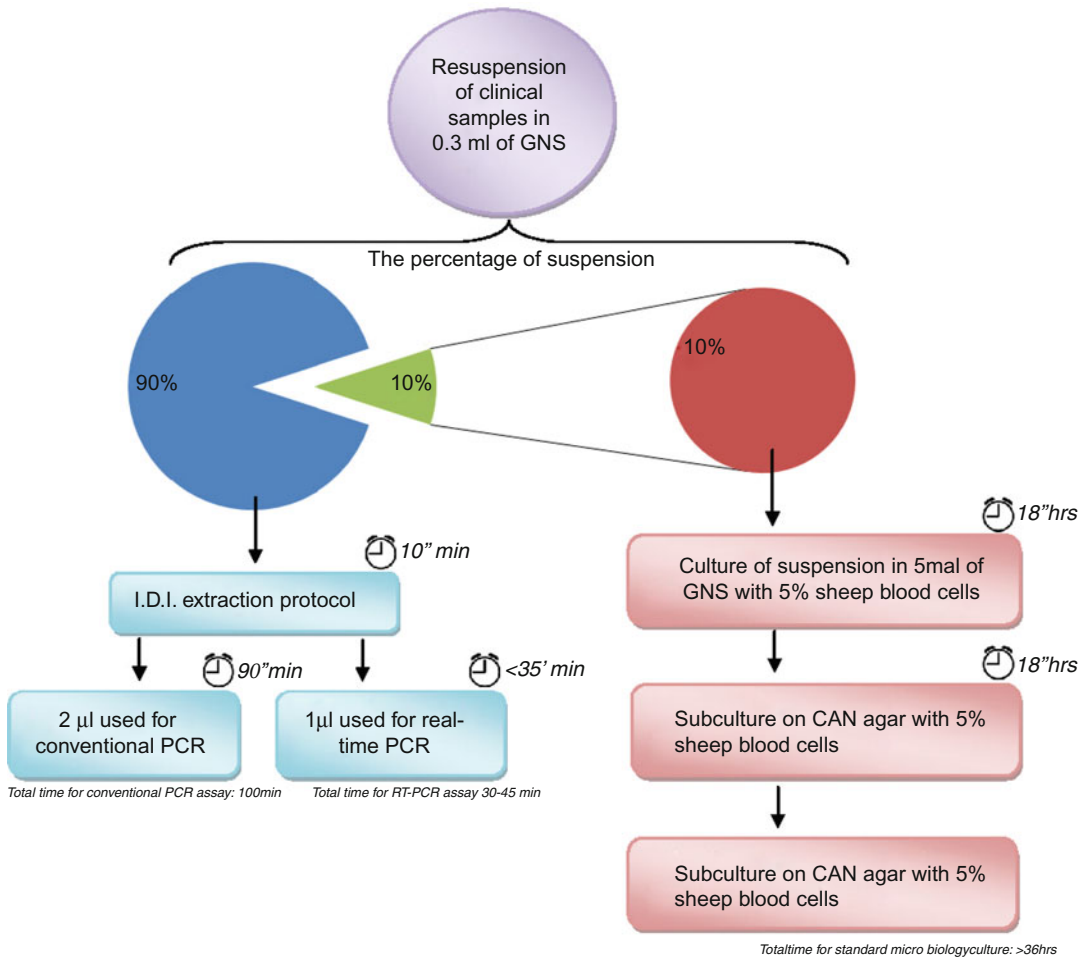 Resuspension
of clinical
samples in
0.3 ml of GNS
The percentage of suspension
90%
10%
10%
10” min
I.D.I. extraction protocol
90”min
2 µl used for
conventional PCR
Total time for conventional PCR assay: 100min
<35’ min
1µl used for real-
time PCR
Total time for RT-PCR assay 30-45 min
18”hrs
Culture of suspension in 5mal of
GNS with 5% sheep blood cells
18”hrs
Subculture on CAN agar with 5%
sheep blood cells
Subculture on CAN agar with 5%
sheep blood cells
Totaltime for standard micro biologyculture: >36hrs